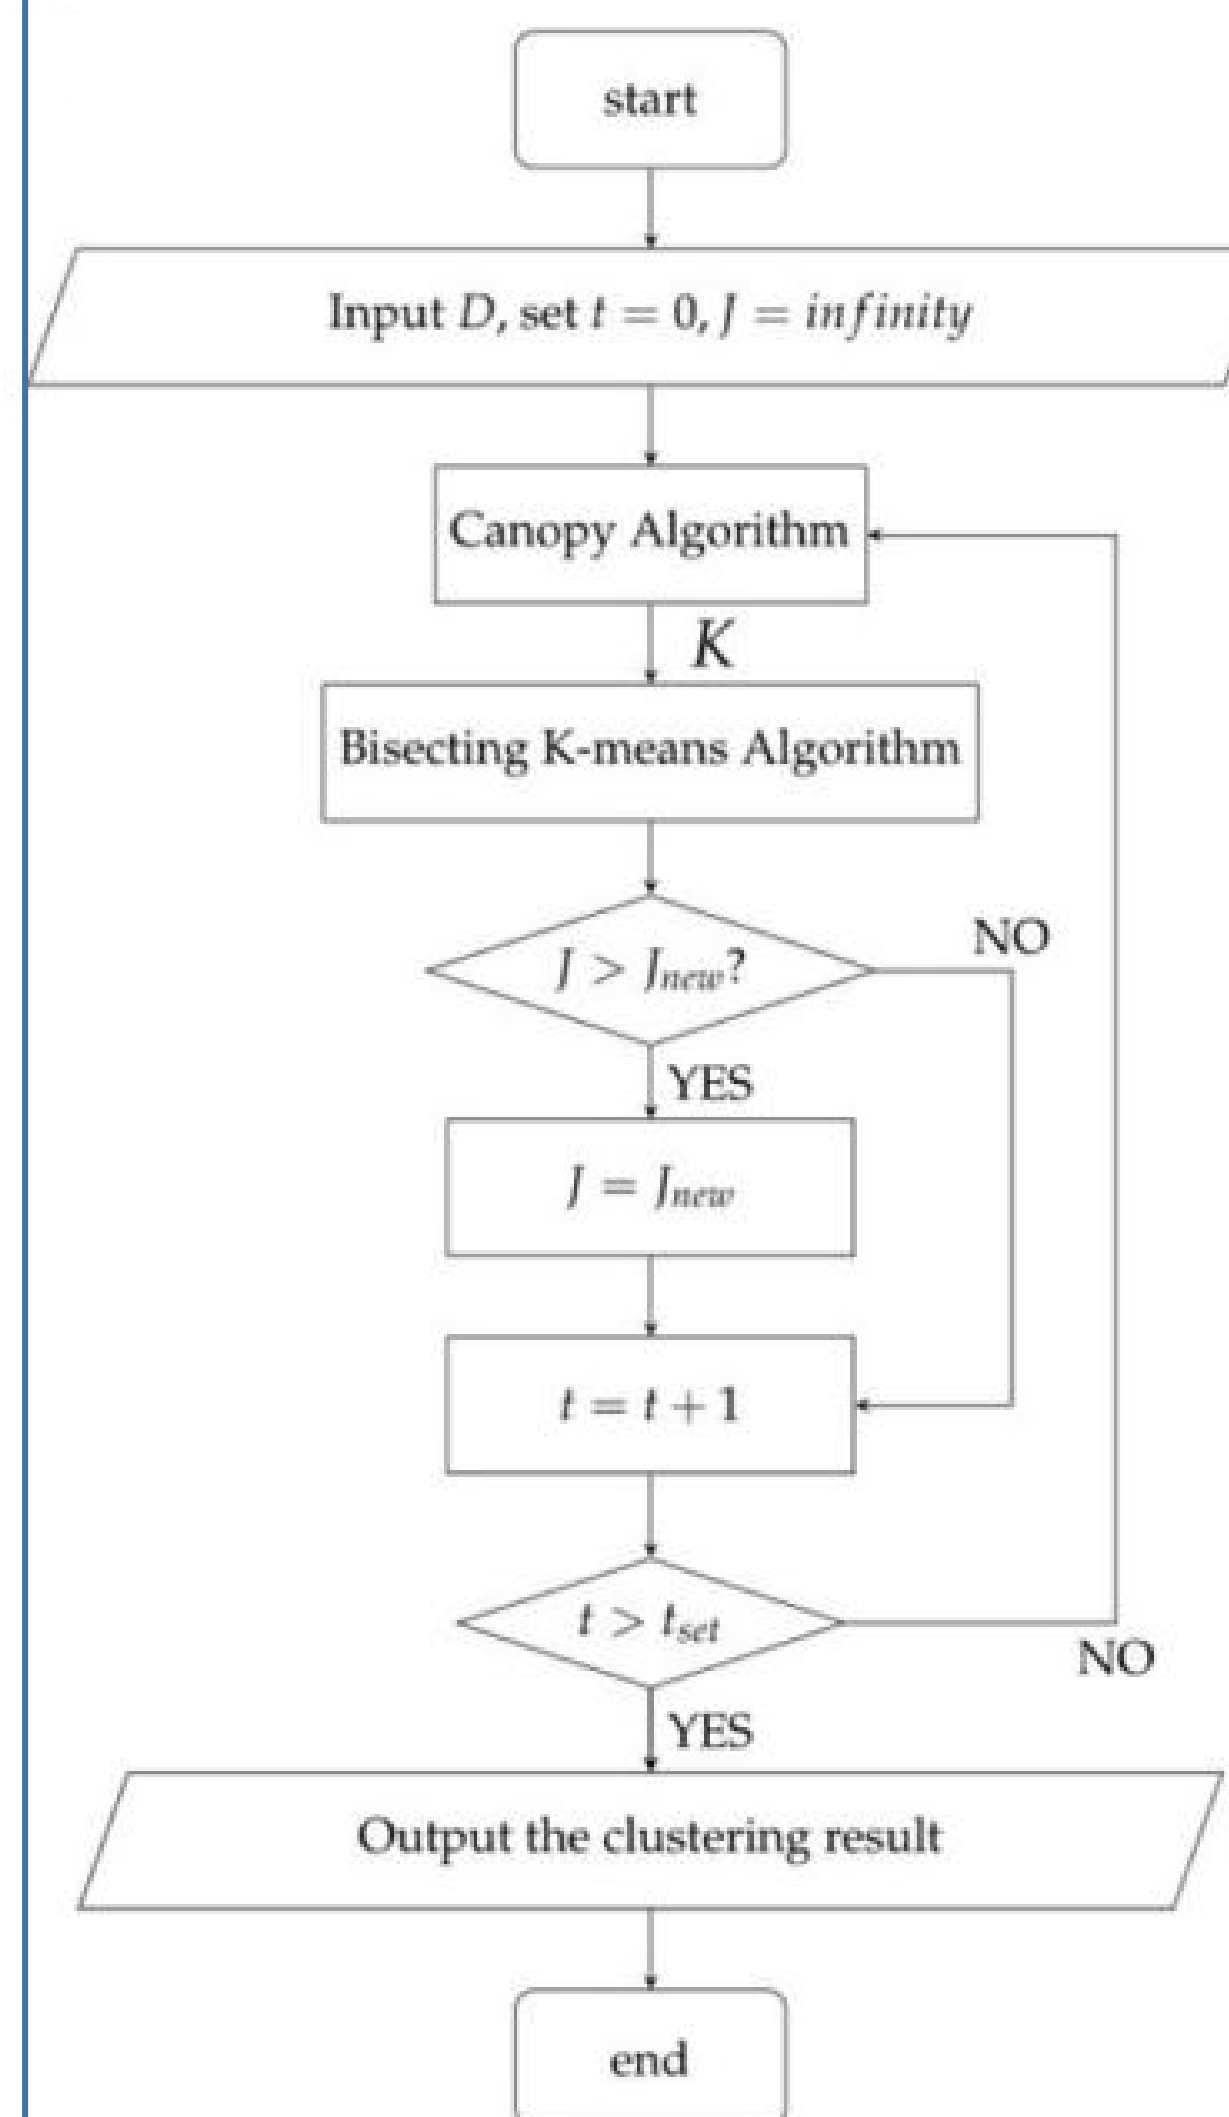 start
Input D, set t = 0, J = infinity
Canopy Algorithm
K
Bisecting K-means Algorithm
NO
J > Jnew?
YES
J = Jnew
t = t + 1
t > tset
NO
YES
Output the clustering result
end